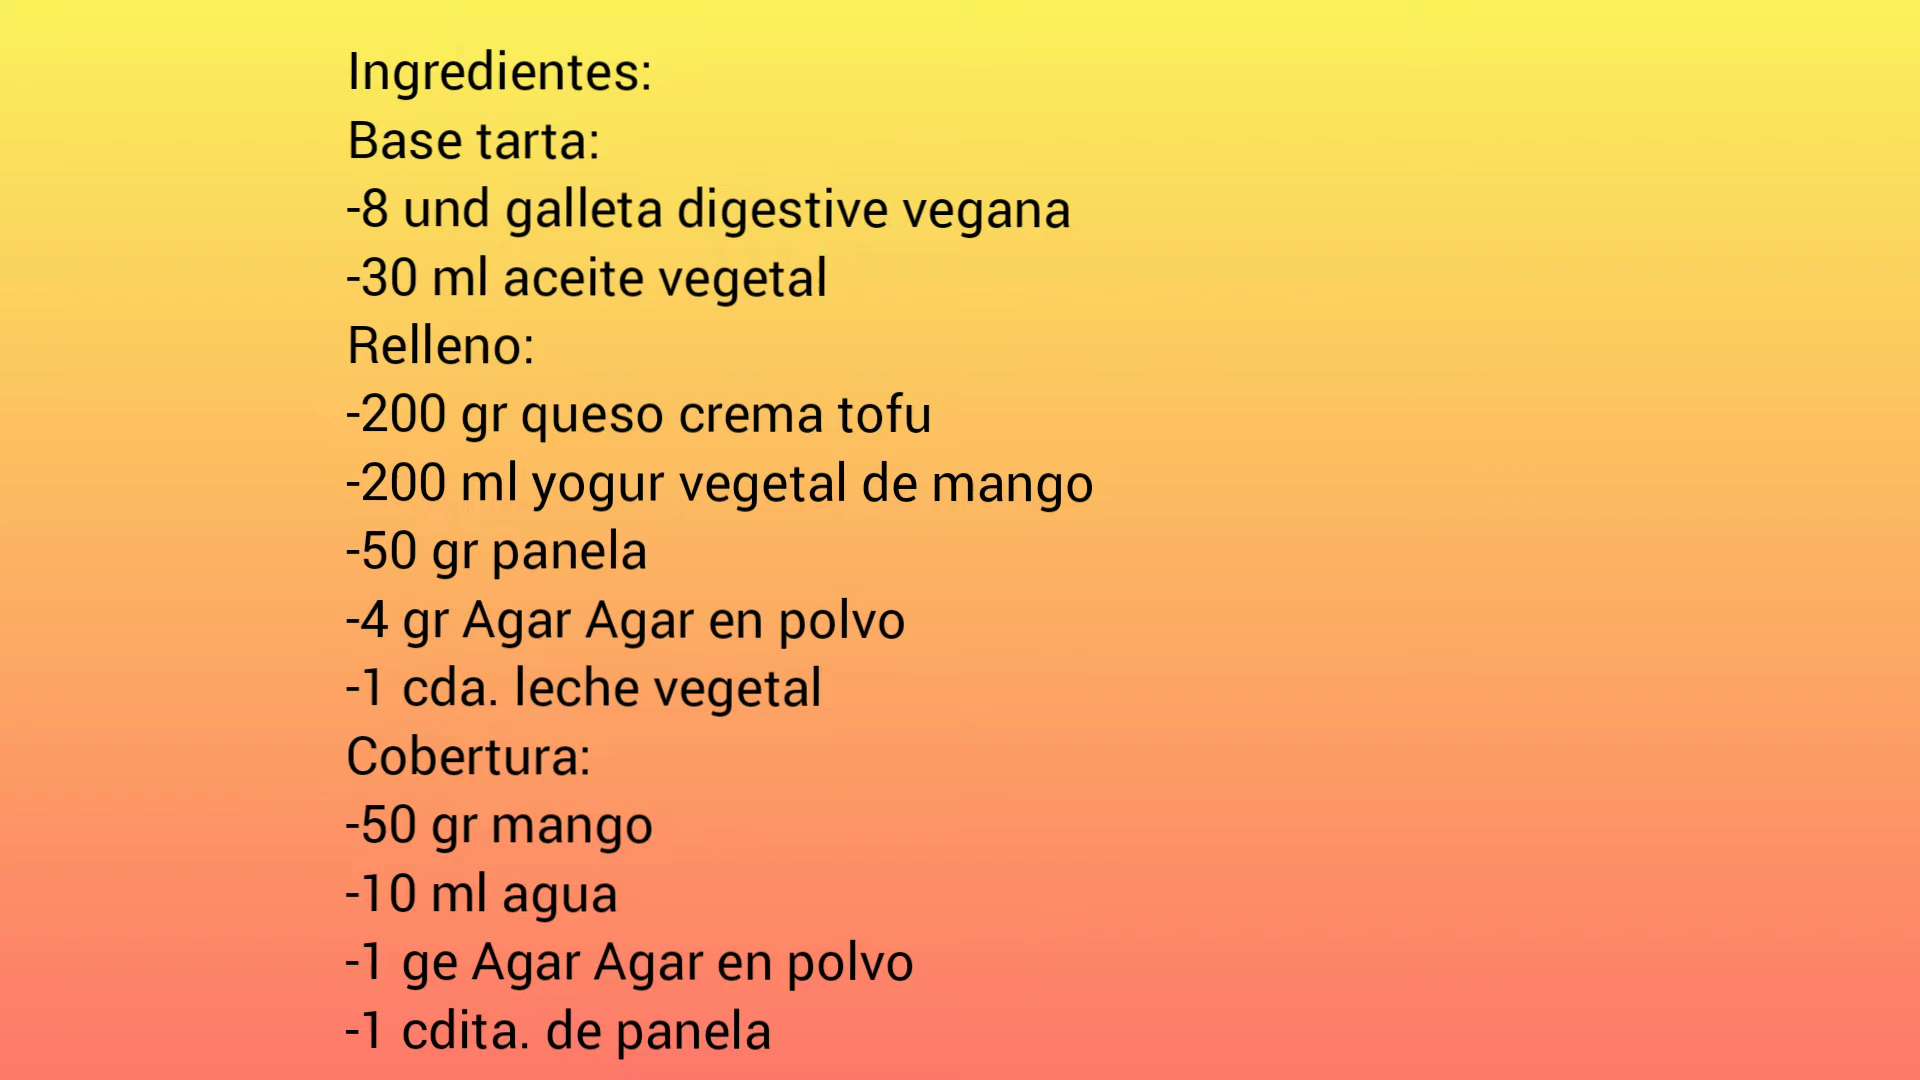 Ingredientes:
Base tarta:
-8 und galleta digestive vegana
-30 ml aceite vegetal
Relleno:
-200 gr queso crema tofu
-200 ml yogur vegetal de mango
-50 gr panela
-4 gr Agar Agar en polvo
-1 cda. leche vegetal
Cobertura:
-50 gr mango
-10 ml agua
-1 ge Agar Agar en polvo
-1 cdita. de panela